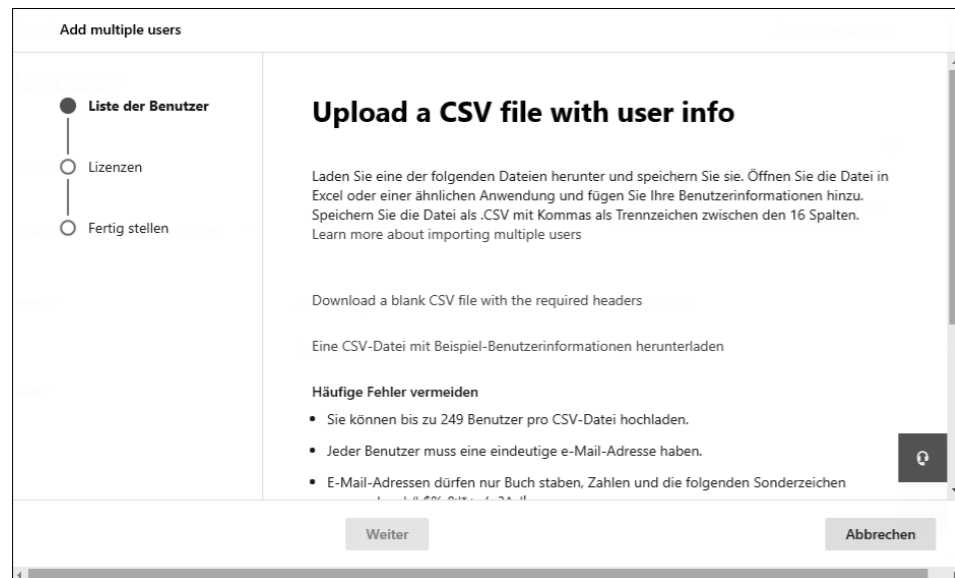 Add multiple users
Liste der Benutzer
Lizenzen
Fertig stellen
Upload a CSV file with user info
Laden Sie eine der folgenden Dateien herunter und speichern Sie sie. Öffnen Sie die Datei in
Excel oder einer ähnlichen Anwendung und fügen Sie Ihre Benutzerinformationen hinzu.
Speichern Sie die Datei als .CSV mit Kommas als Trennzeichen zwischen den 16 Spalten.
Learn more about importing multiple users
Download a blank CSV file with the required headers
Eine CSV-Datei mit Beispiel-Benutzerinformationen herunterladen
Häufige Fehler vermeiden
• Sie können bis zu 249 Benutzer pro CSV-Datei hochladen.
• Jeder Benutzer muss eine eindeutige e-Mail-Adresse haben.
• E-Mail-Adressen dürfen nur Buch staben, Zahlen und die folgenden Sonderzeichen
Weiter
Abbrechen